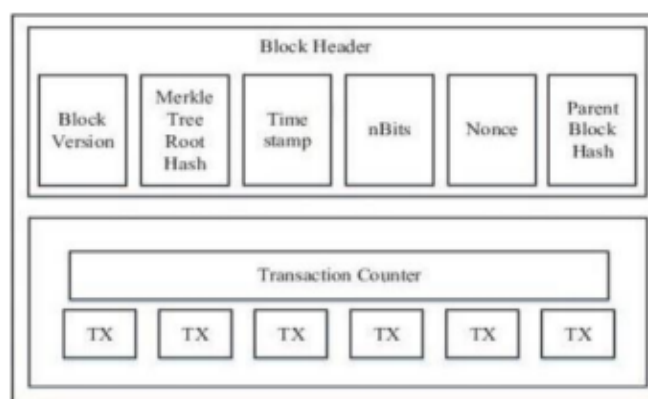 Block Header
Block
Version
Merkle
Tree
Root
Hash
Time
stamp
nBits
Nonce
Parent
Block
Hash
Transaction Counter
TX
TX
TX
TX
TX
TX